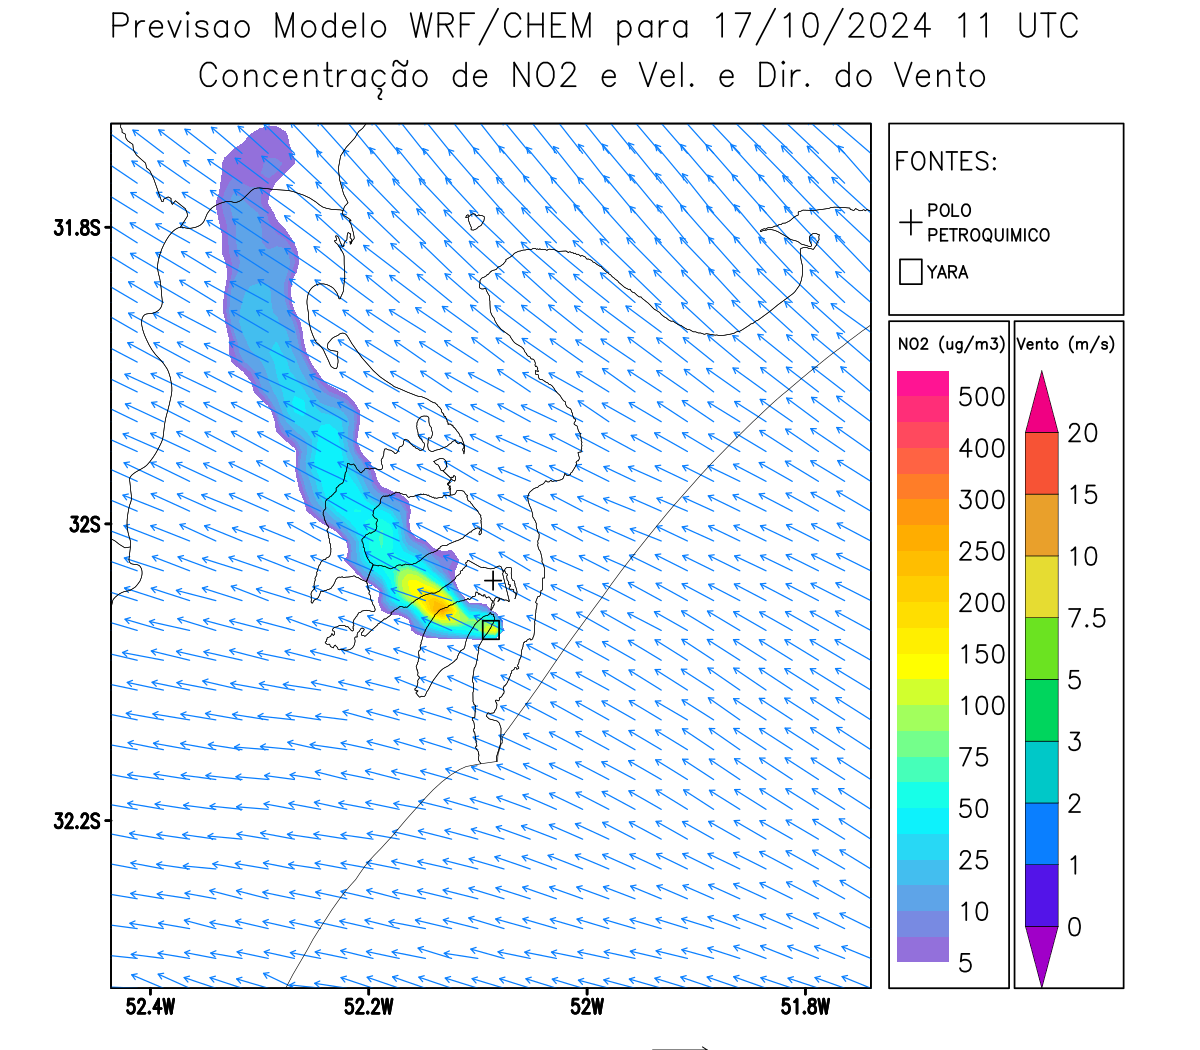 Previsao Modelo WRF/CHEM para 17/10/2024 11 UTC
Concentração de NO2 e Vel. e Dir. do Vento
FONTES:
POLO
PETROQUIMICO
YARA
NO2 (ug/m3)
500
400
300
250
200
150
100
75
50
25
10
5
Vento (m/s)
20
15
10
7.5
5
3
2
1
0
31.8S
32S
32.2S
52.4W
52.2W
52W
51.8W